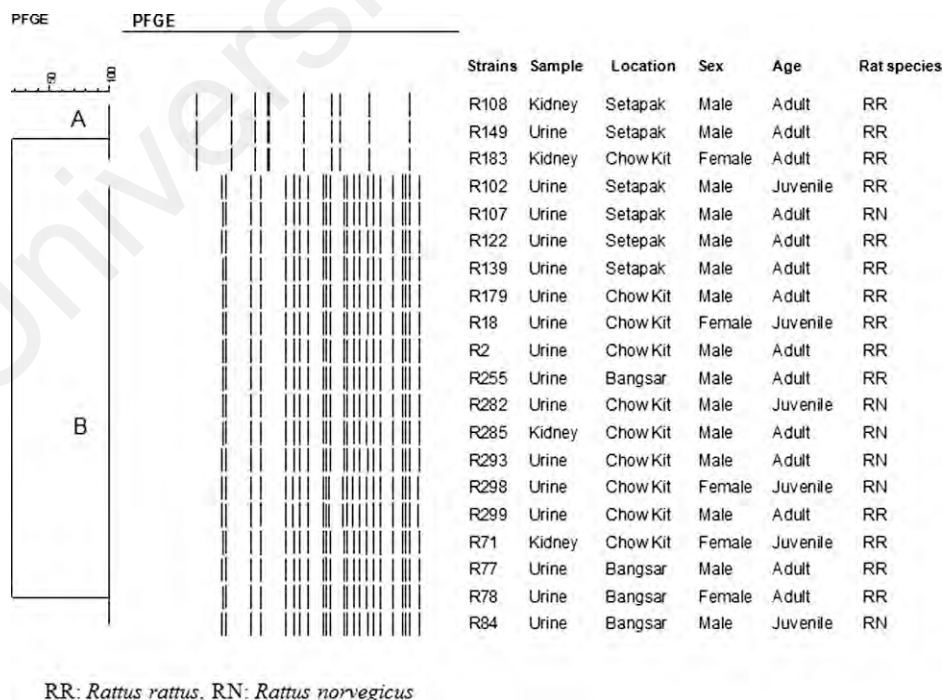 PFGE PFGE
Universi
50 100
Strains Sample Location Sex Age Rat species
A
R108 Kidney Setapak Male Adult RR
R149 Urine Setapak Male Adult RR
R183 Kidney Chow Kit Female Adult RR
R102 Urine Setapak Male Juvenile RR
R107 Urine Setapak Male Adult RN
R122 Urine Setepak Male Adult RR
R139 Urine Setapak Male Adult RR
R179 Urine Chow Kit Male Adult RR
R18 Urine Chow Kit Female Juvenile RR
R2 Urine Chow Kit Male Adult RR
R255 Urine Bangsar Male Adult RR
R282 Urine Chow Kit Male Juvenile RN
B
R285 Kidney Chow Kit Male Adult RN
R293 Urine Chow Kit Male Adult RN
R298 Urine Chow Kit Female Juvenile RN
R299 Urine Chow Kit Male Adult RR
R71 Kidney Chow Kit Female Juvenile RR
R77 Urine Bangsar Male Adult RR
R78 Urine Bangsar Female Adult RR
R84 Urine Bangsar Male Juvenile RN
RR: Rattus rattus, RN: Rattus norvegicus